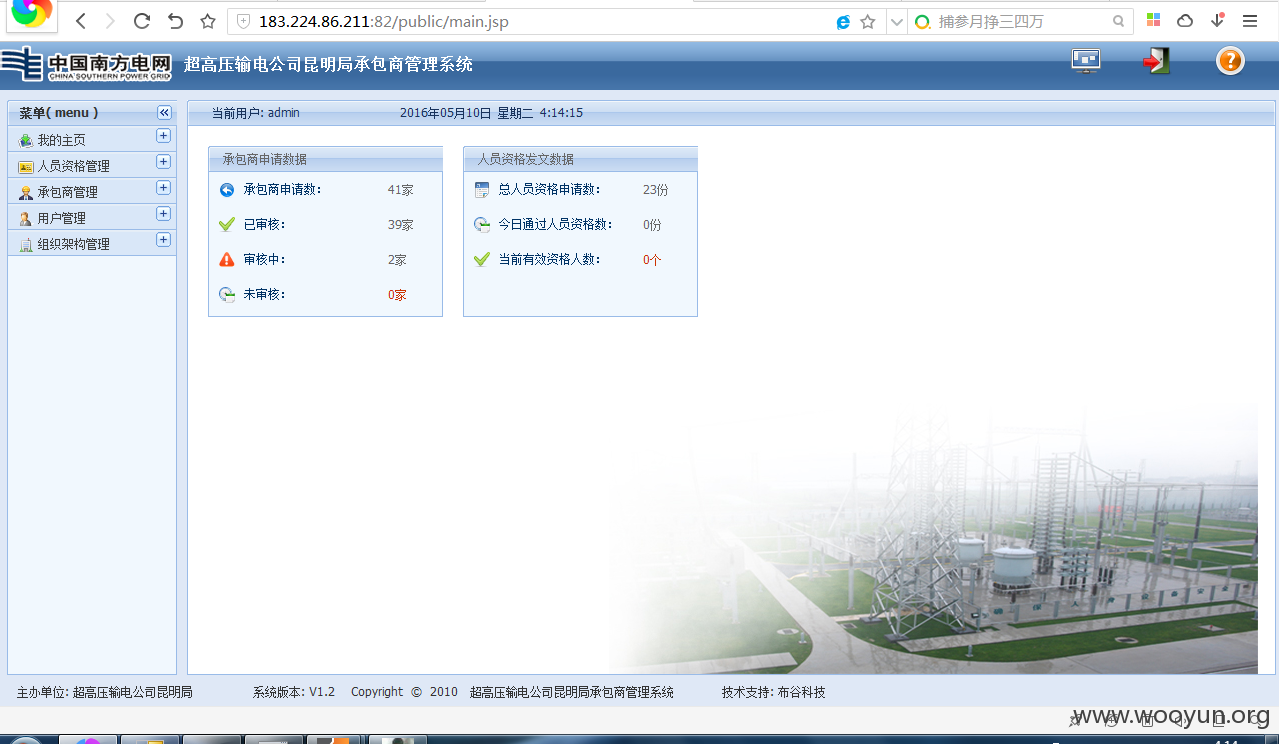 183.224.86.211:82/public/main.jsp
捕参月挣三四万
中国南方电网
CHINA SOUTHERN POWER GRID
超高压输电公司昆明局承包商管理系统
菜单( menu )
当前用户: admin 2016年05月10日 星期二 4:14:15
我的主页
人员资格管理
承包商管理
用户管理
组织架构管理
承包商申请数据
承包商申请数: 41家
已审核: 39家
审核中: 2家
未审核: 0家
人员资格发文数据
总人员资格申请数: 23份
今日通过人员资格数: 0份
当前有效资格人数: 0个
主办单位: 超高压输电公司昆明局 系统版本: V1.2 Copyright © 2010 超高压输电公司昆明局承包商管理系统 技术支持: 布谷科技
www.wooyun.org